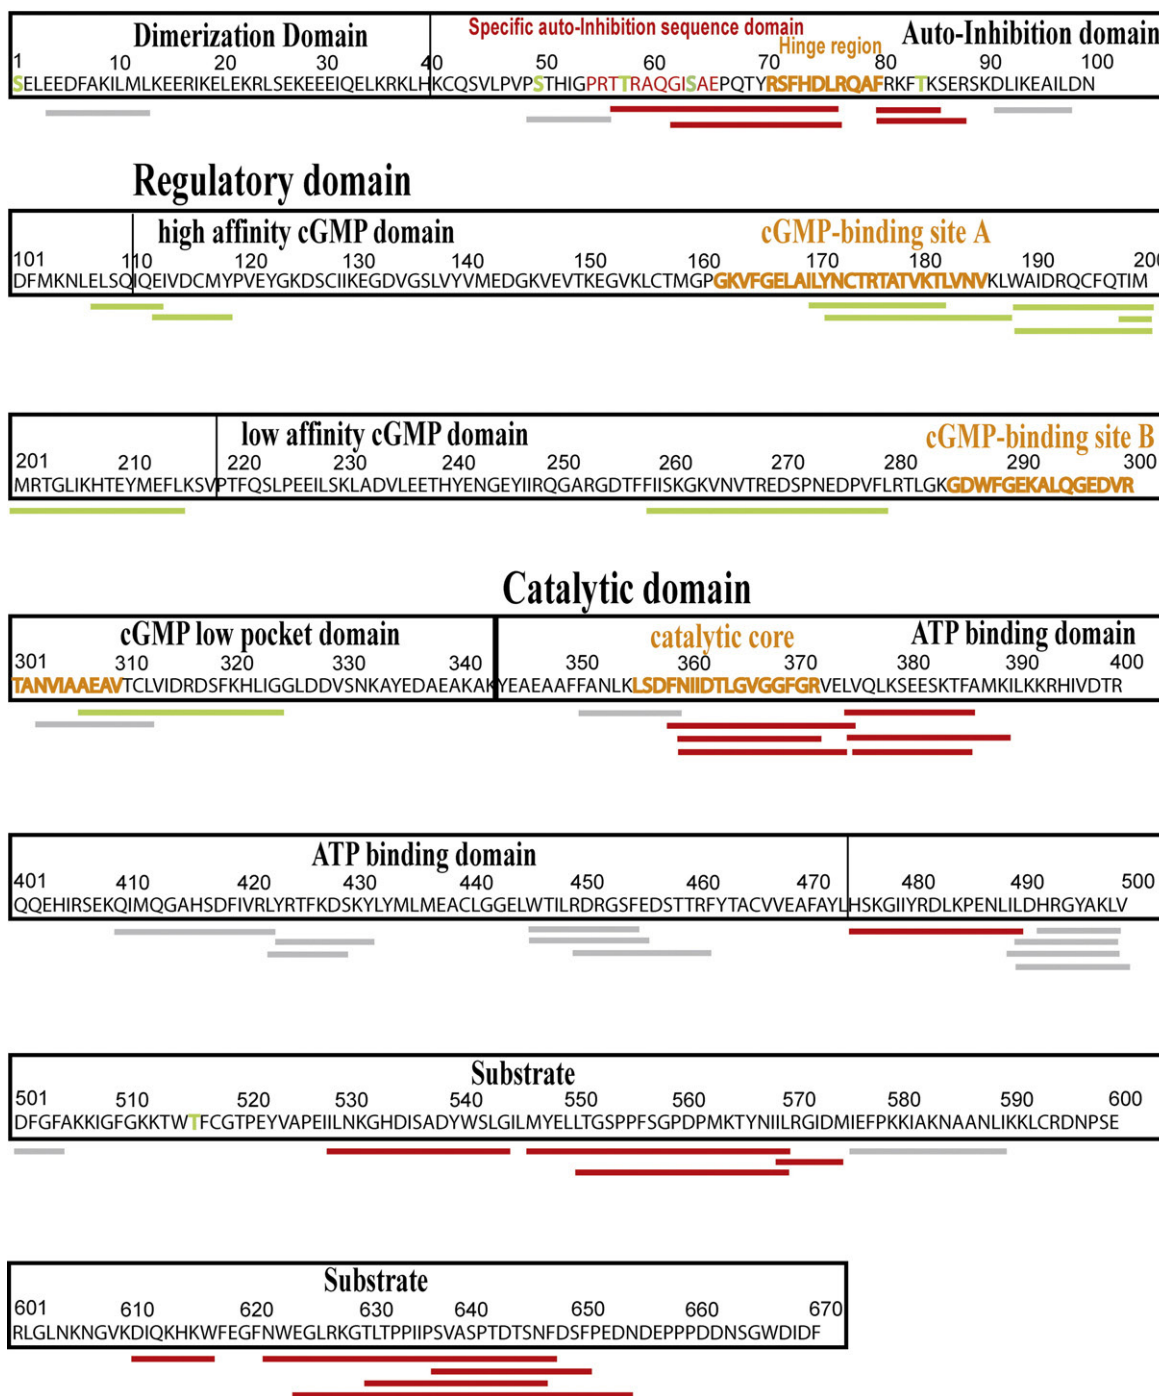 Dimerization Domain
Specific auto-Inhibition sequence domain
Hinge region
Auto-Inhibition domain
1 10 20 30 40 50 60 70 80 90 100
SELEEDFAKILMLKEERIKELEKRLSEKEEEIQELKRKLHKCQSVLPVPSTHIGPRTTRAQGISAEPQTYRSFHDLRQAFRKFTKSERSKDLIKEAILDN
Regulatory domain
high affinity cGMP domain
cGMP-binding site A
101 110 120 130 140 150 160 170 180 190 200
DFMKNLELSQIQEIVDCMYPVEYGKDSCIIKEGDVGSLVYVMEDGKVEVTKEGVKLCTMGPGKVFGELAILYNCTRTATVKTLVNVKLWAIDRQCFQTIM
low affinity cGMP domain
cGMP-binding site B
201 210 220 230 240 250 260 270 280 290 300
MRTGLIKHTEYMEFLKSVPTFQSLPEEILSKLADVLEETHYENGEYIIRQGARGDTFFIISKGKVNVTREDSPNEDPVFLRTLGKGDWFGEKALQGEDVR
Catalytic domain
cGMP low pocket domain
catalytic core
ATP binding domain
301 310 320 340 350 360 370 380 390 400
TANVIAAEAVTCLVIDRDSFKHLIGGLDDVSNKAYEDAEAKAKYEAEAAFFANLKLSDFNIIDTLGVGGFGRVELVQLKSEESKTFAMKILKKRHIVDTR
ATP binding domain
401 410 420 430 440 450 460 470 480 490 500
QQEHIRSEKQIMQGAHSDFIVRLYRTFKDSKYLYMLMEACLGGELWTILRDRGSFEDSTTRFYTACVVEAFAYLHSKGIIYRDLKPENLILDHRGYAKLV
Substrate
501 510 520 530 540 550 560 570 580 590 600
DFGFAKKIGFGKKTWTFCGTPEYVAPEIILNKGHDISADYWSLGILMYELLTGSPPFSGPDPMKTYNIILRGIDMIEFPKKIAKNAANLIKKLCRDNPSE
Substrate
601 610 620 630 640 650 660 670
RLGLNKNGVKDIQKHKWFEGFNWEGLRKGTLTPPIIPSVASPTDTSNFDSFPEDNDEPPPDDNSGWDIDF